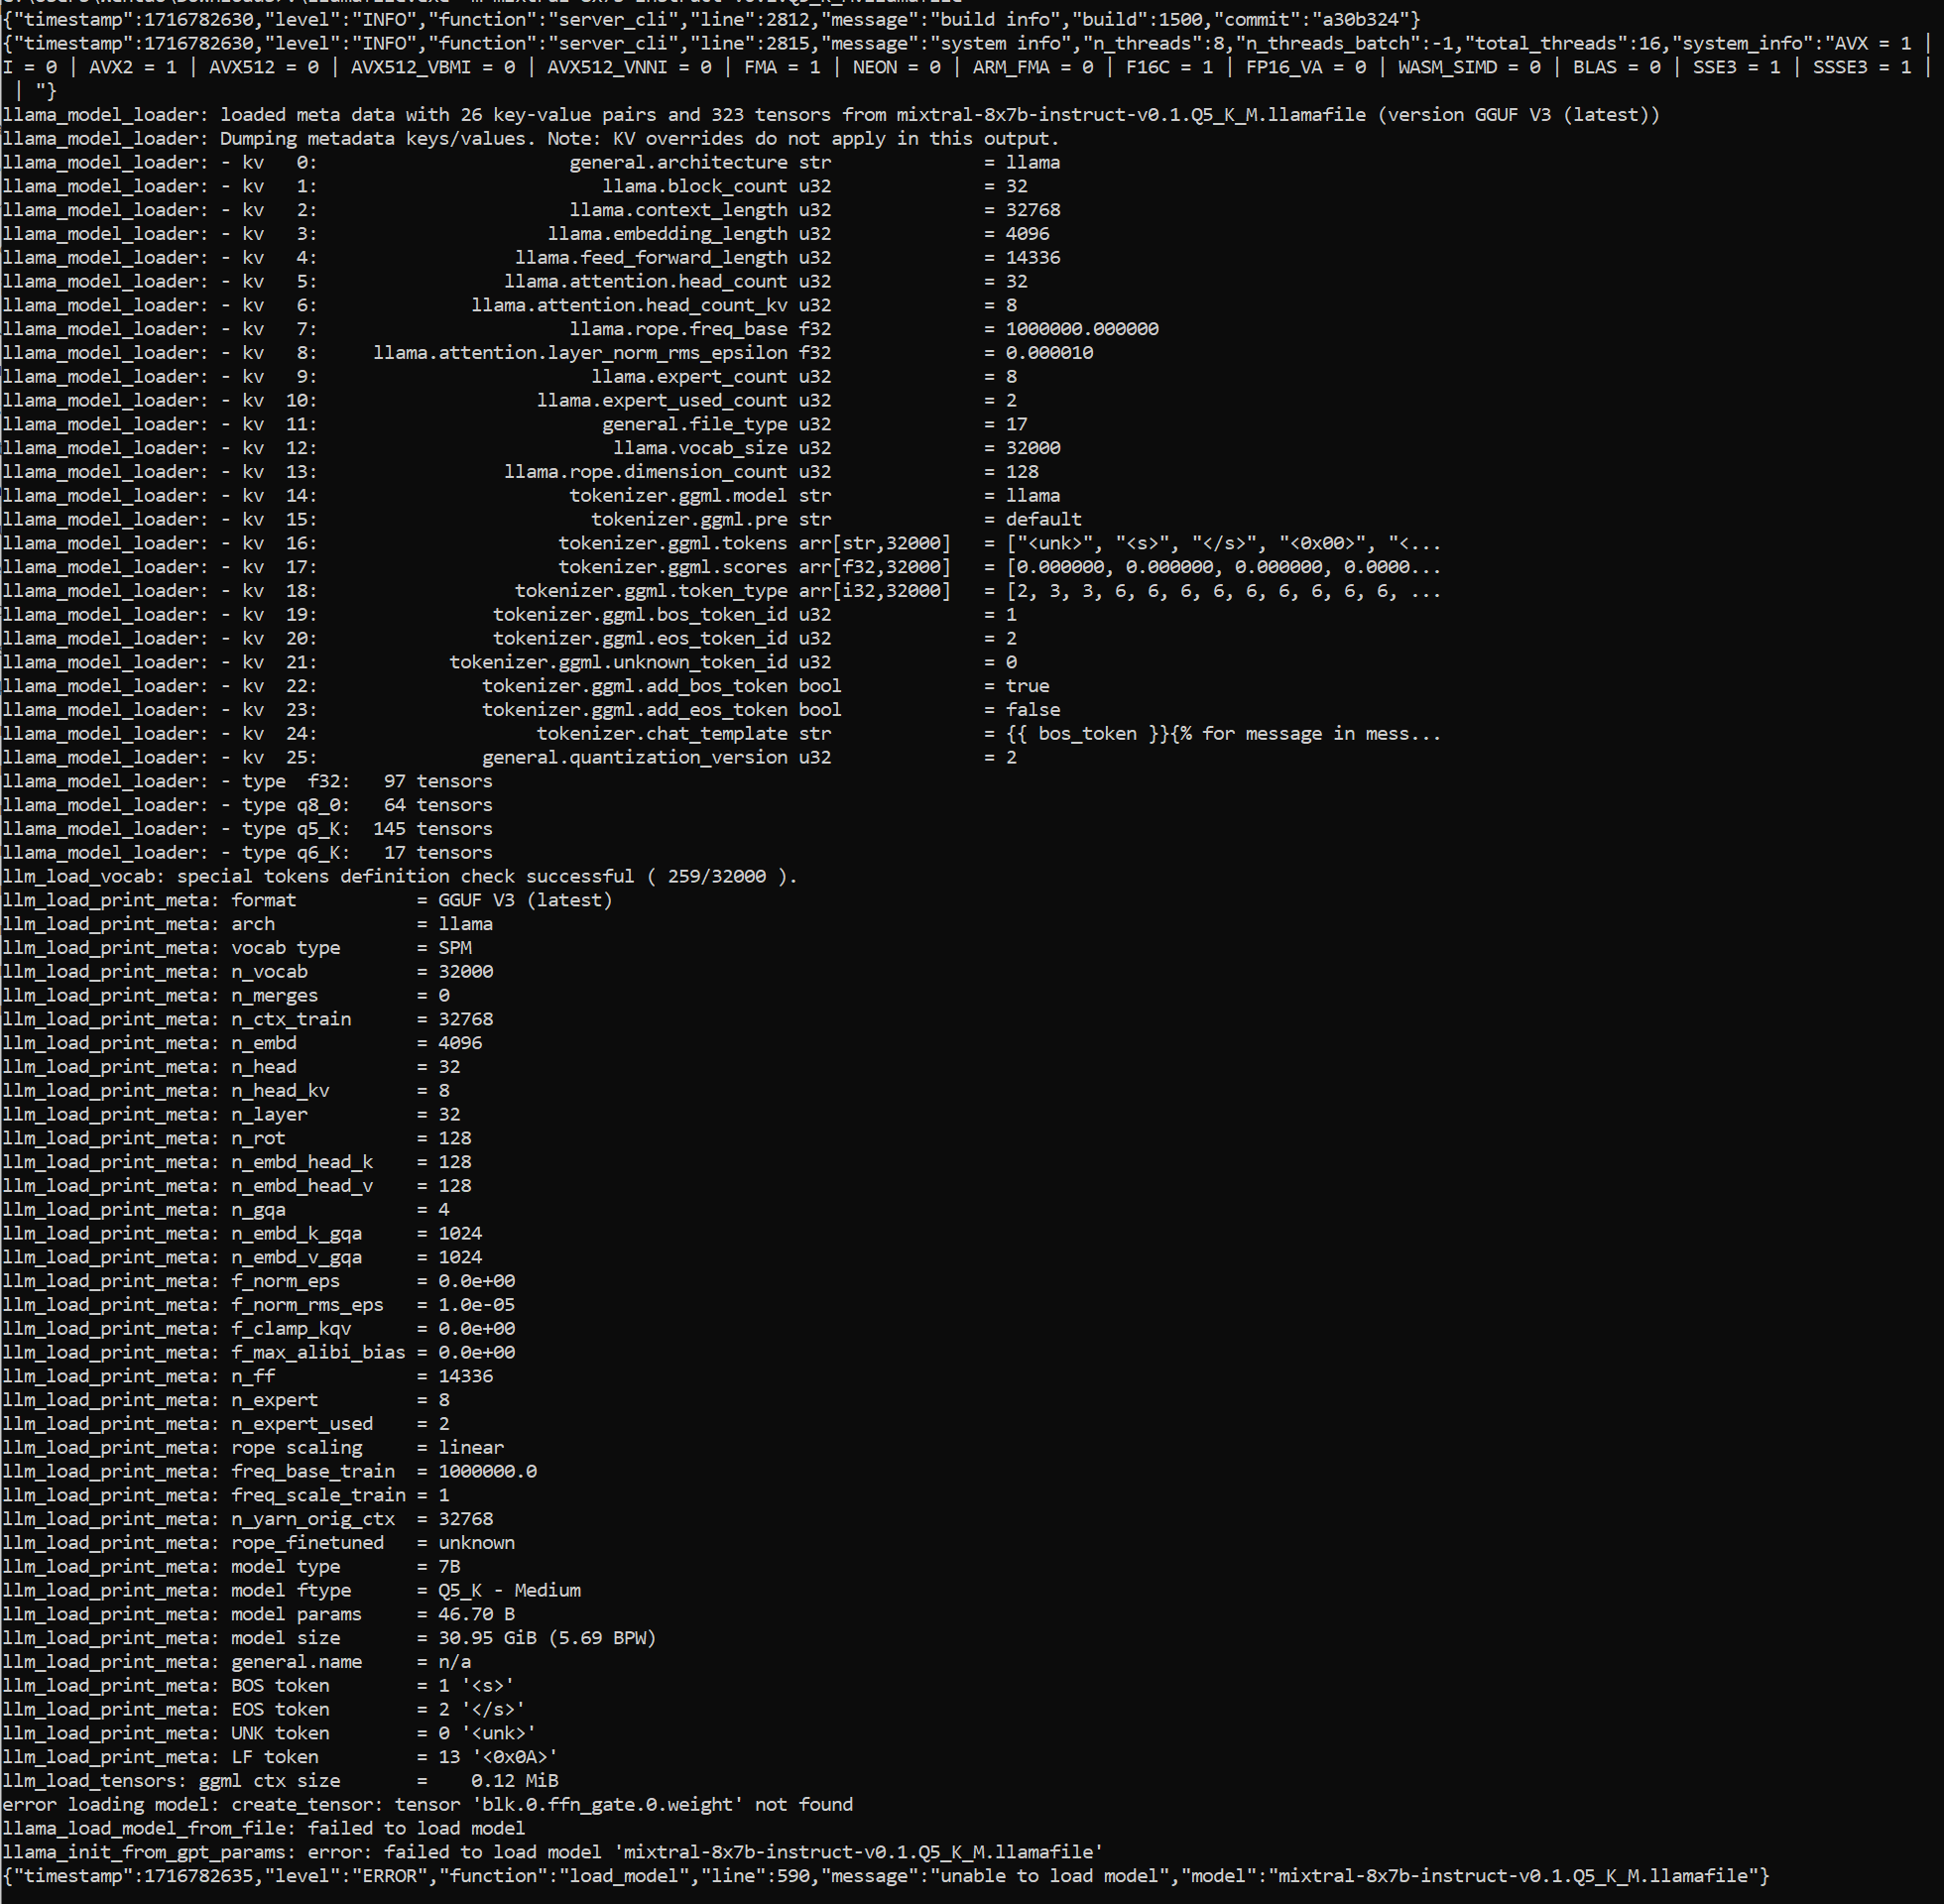 {"timestamp":1716782630,"level":"INFO","function":"server_cli","line":2812,"message":"build info","build":1500,"commit":"a30b324"}
{"timestamp":1716782630,"level":"INFO","function":"server_cli","line":2815,"message":"system info","n_threads":8,"n_threads_batch":-1,"total_threads":16,"system_info":"AVX = 1 |
I = 0 | AVX2 = 1 | AVX512 = 0 | AVX512_VBMI = 0 | AVX512_VNNI = 0 | FMA = 1 | NEON = 0 | ARM_FMA = 0 | F16C = 1 | FP16_VA = 0 | WASM_SIMD = 0 | BLAS = 0 | SSE3 = 1 | SSSE3 = 1 |
| "}
llama_model_loader: loaded meta data with 26 key-value pairs and 323 tensors from mixtral-8x7b-instruct-v0.1.Q5_K_M.llamafile (version GGUF V3 (latest))
llama_model_loader: Dumping metadata keys/values. Note: KV overrides do not apply in this output.
llama_model_loader: - kv   0:                       general.architecture str              = llama
llama_model_loader: - kv   1:                          llama.block_count u32              = 32
llama_model_loader: - kv   2:                       llama.context_length u32              = 32768
llama_model_loader: - kv   3:                     llama.embedding_length u32              = 4096
llama_model_loader: - kv   4:                  llama.feed_forward_length u32              = 14336
llama_model_loader: - kv   5:                 llama.attention.head_count u32              = 32
llama_model_loader: - kv   6:              llama.attention.head_count_kv u32              = 8
llama_model_loader: - kv   7:                       llama.rope.freq_base f32              = 1000000.000000
llama_model_loader: - kv   8:     llama.attention.layer_norm_rms_epsilon f32              = 0.000010
llama_model_loader: - kv   9:                         llama.expert_count u32              = 8
llama_model_loader: - kv  10:                    llama.expert_used_count u32              = 2
llama_model_loader: - kv  11:                          general.file_type u32              = 17
llama_model_loader: - kv  12:                           llama.vocab_size u32              = 32000
llama_model_loader: - kv  13:                 llama.rope.dimension_count u32              = 128
llama_model_loader: - kv  14:                       tokenizer.ggml.model str              = llama
llama_model_loader: - kv  15:                         tokenizer.ggml.pre str              = default
llama_model_loader: - kv  16:                      tokenizer.ggml.tokens arr[str,32000]   = ["<unk>", "<s>", "</s>", "<0x00>", "<...
llama_model_loader: - kv  17:                      tokenizer.ggml.scores arr[f32,32000]   = [0.000000, 0.000000, 0.000000, 0.0000...
llama_model_loader: - kv  18:                  tokenizer.ggml.token_type arr[i32,32000]   = [2, 3, 3, 6, 6, 6, 6, 6, 6, 6, 6, 6, ...
llama_model_loader: - kv  19:                tokenizer.ggml.bos_token_id u32              = 1
llama_model_loader: - kv  20:                tokenizer.ggml.eos_token_id u32              = 2
llama_model_loader: - kv  21:            tokenizer.ggml.unknown_token_id u32              = 0
llama_model_loader: - kv  22:               tokenizer.ggml.add_bos_token bool             = true
llama_model_loader: - kv  23:               tokenizer.ggml.add_eos_token bool             = false
llama_model_loader: - kv  24:                    tokenizer.chat_template str              = {{ bos_token }}{% for message in mess...
llama_model_loader: - kv  25:               general.quantization_version u32              = 2
llama_model_loader: - type  f32:   97 tensors
llama_model_loader: - type q8_0:   64 tensors
llama_model_loader: - type q5_K:  145 tensors
llama_model_loader: - type q6_K:   17 tensors
llm_load_vocab: special tokens definition check successful ( 259/32000 ).
llm_load_print_meta: format           = GGUF V3 (latest)
llm_load_print_meta: arch             = llama
llm_load_print_meta: vocab type       = SPM
llm_load_print_meta: n_vocab          = 32000
llm_load_print_meta: n_merges         = 0
llm_load_print_meta: n_ctx_train      = 32768
llm_load_print_meta: n_embd           = 4096
llm_load_print_meta: n_head           = 32
llm_load_print_meta: n_head_kv        = 8
llm_load_print_meta: n_layer          = 32
llm_load_print_meta: n_rot            = 128
llm_load_print_meta: n_embd_head_k    = 128
llm_load_print_meta: n_embd_head_v    = 128
llm_load_print_meta: n_gqa            = 4
llm_load_print_meta: n_embd_k_gqa     = 1024
llm_load_print_meta: n_embd_v_gqa     = 1024
llm_load_print_meta: f_norm_eps       = 0.0e+00
llm_load_print_meta: f_norm_rms_eps   = 1.0e-05
llm_load_print_meta: f_clamp_kqv      = 0.0e+00
llm_load_print_meta: f_max_alibi_bias = 0.0e+00
llm_load_print_meta: n_ff             = 14336
llm_load_print_meta: n_expert         = 8
llm_load_print_meta: n_expert_used    = 2
llm_load_print_meta: rope scaling     = linear
llm_load_print_meta: freq_base_train  = 1000000.0
llm_load_print_meta: freq_scale_train = 1
llm_load_print_meta: n_yarn_orig_ctx  = 32768
llm_load_print_meta: rope_finetuned   = unknown
llm_load_print_meta: model type       = 7B
llm_load_print_meta: model ftype      = Q5_K - Medium
llm_load_print_meta: model params     = 46.70 B
llm_load_print_meta: model size       = 30.95 GiB (5.69 BPW)
llm_load_print_meta: general.name     = n/a
llm_load_print_meta: BOS token        = 1 '<s>'
llm_load_print_meta: EOS token        = 2 '</s>'
llm_load_print_meta: UNK token        = 0 '<unk>'
llm_load_print_meta: LF token         = 13 '<0x0A>'
llm_load_tensors: ggml ctx size       =    0.12 MiB
error loading model: create_tensor: tensor 'blk.0.ffn_gate.0.weight' not found
llama_load_model_from_file: failed to load model
llama_init_from_gpt_params: error: failed to load model 'mixtral-8x7b-instruct-v0.1.Q5_K_M.llamafile'
{"timestamp":1716782635,"level":"ERROR","function":"load_model","line":590,"message":"unable to load model","model":"mixtral-8x7b-instruct-v0.1.Q5_K_M.llamafile"}